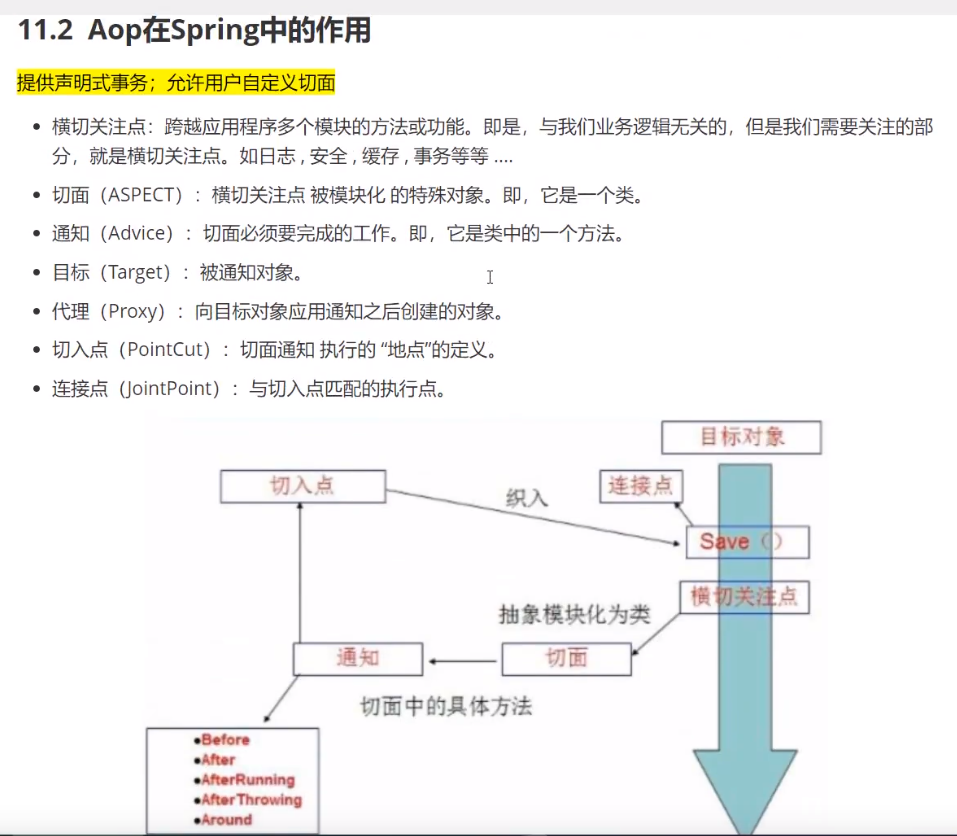 11.2 Aop在Spring中的作用
提供声明式事务；允许用户自定义切面
• 横切关注点：跨越应用程序多个模块的方法或功能。即是，与我们业务逻辑无关的，但是我们需要关注的部
分，就是横切关注点。如日志 , 安全 , 缓存 , 事务等等 ....
• 切面（ASPECT）：横切关注点 被模块化 的特殊对象。即，它是一个类。
• 通知（Advice）：切面必须要完成的工作。即，它是类中的一个方法。
• 目标（Target）：被通知对象。
• 代理（Proxy）：向目标对象应用通知之后创建的对象。
• 切入点（PointCut）：切面通知 执行的 “地点”的定义。
• 连接点（JointPoint）：与切入点匹配的执行点。
目标对象
切入点
织入
连接点
Save（）
横切关注点
抽象模块化为类
通知
切面
切面中的具体方法
•Before
•After
•AfterRunning
•AfterThrowing
•Around